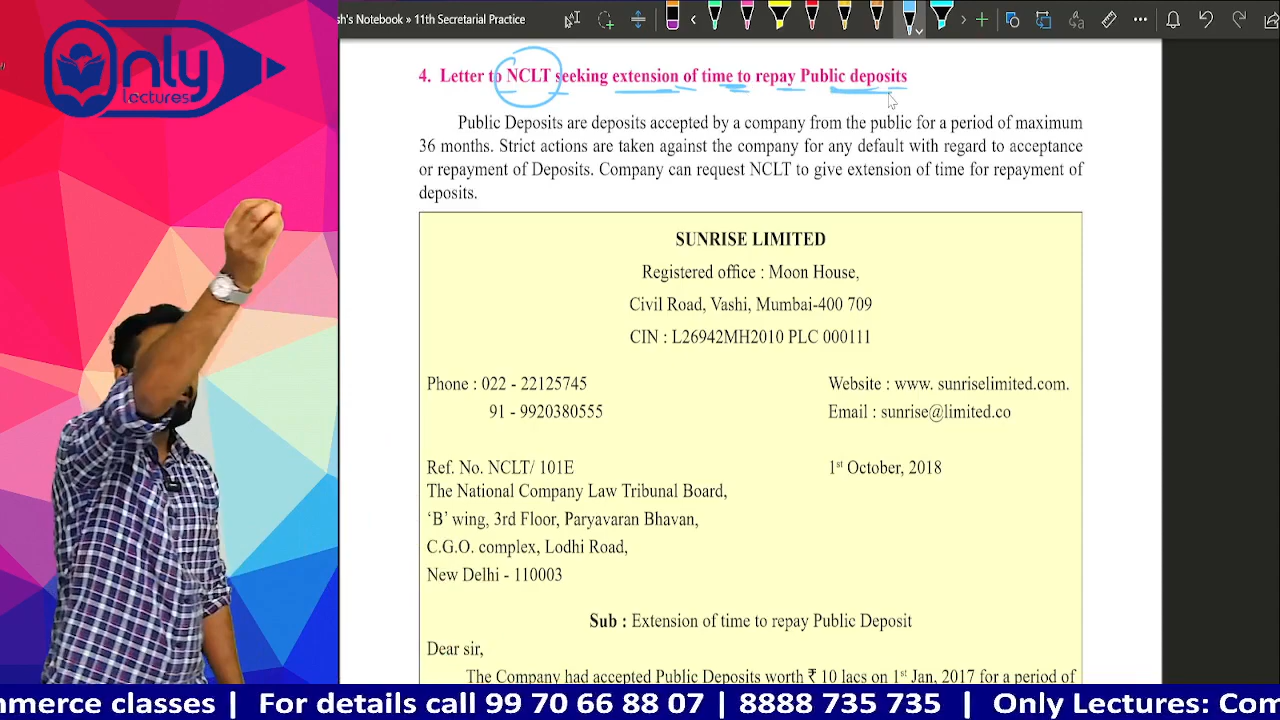 sh's Notebook » 11th Secretarial Practice
Only
lectures
4. Letter to NCLT seeking extension of time to repay Public deposits
Public Deposits are deposits accepted by a company from the public for a period of maximum
36 months. Strict actions are taken against the company for any default with regard to acceptance
or repayment of Deposits. Company can request NCLT to give extension of time for repayment of
deposits.
SUNRISE LIMITED
Registered office : Moon House,
Civil Road, Vashi, Mumbai-400 709
CIN : L26942MH2010 PLC 000111
Phone : 022 - 22125745
Website : www. sunriselimited.com.
91 - 9920380555
Email : sunrise@limited.co
Ref. No. NCLT/ 101E
1st October, 2018
The National Company Law Tribunal Board,
‘B’ wing, 3rd Floor, Paryavaran Bhavan,
C.G.O. complex, Lodhi Road,
New Delhi - 110003
Sub : Extension of time to repay Public Deposit
Dear sir,
The Company had accepted Public Deposits worth ₹ 10 lacs on 1st Jan, 2017 for a period of
mmerce classes | For details call 99 70 66 88 07 | 8888 735 735 | Only Lectures: Com